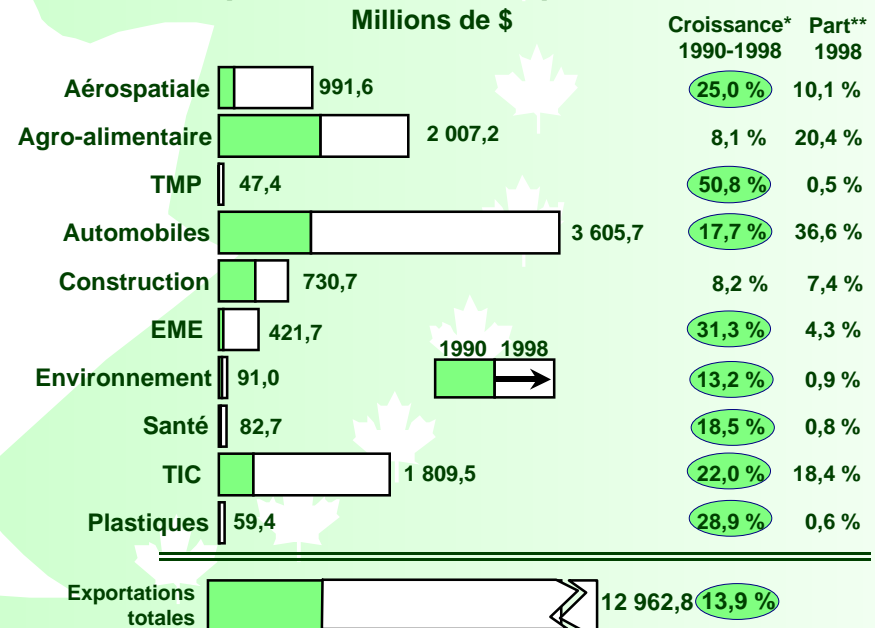 Millions de $
Croissance* Part**
1990-1998 1998
Aérospatiale 991,6 25,0 % 10,1 %
Agro-alimentaire 2 007,2 8,1 % 20,4 %
TMP 47,4 50,8 % 0,5 %
Automobiles 3 605,7 17,7 % 36,6 %
Construction 730,7 8,2 % 7,4 %
EME 421,7 31,3 % 4,3 %
1990 1998
Environnement 91,0 13,2 % 0,9 %
Santé 82,7 18,5 % 0,8 %
TIC 1 809,5 22,0 % 18,4 %
Plastiques 59,4 28,9 % 0,6 %
Exportations
totales 12 962,8 13,9 %